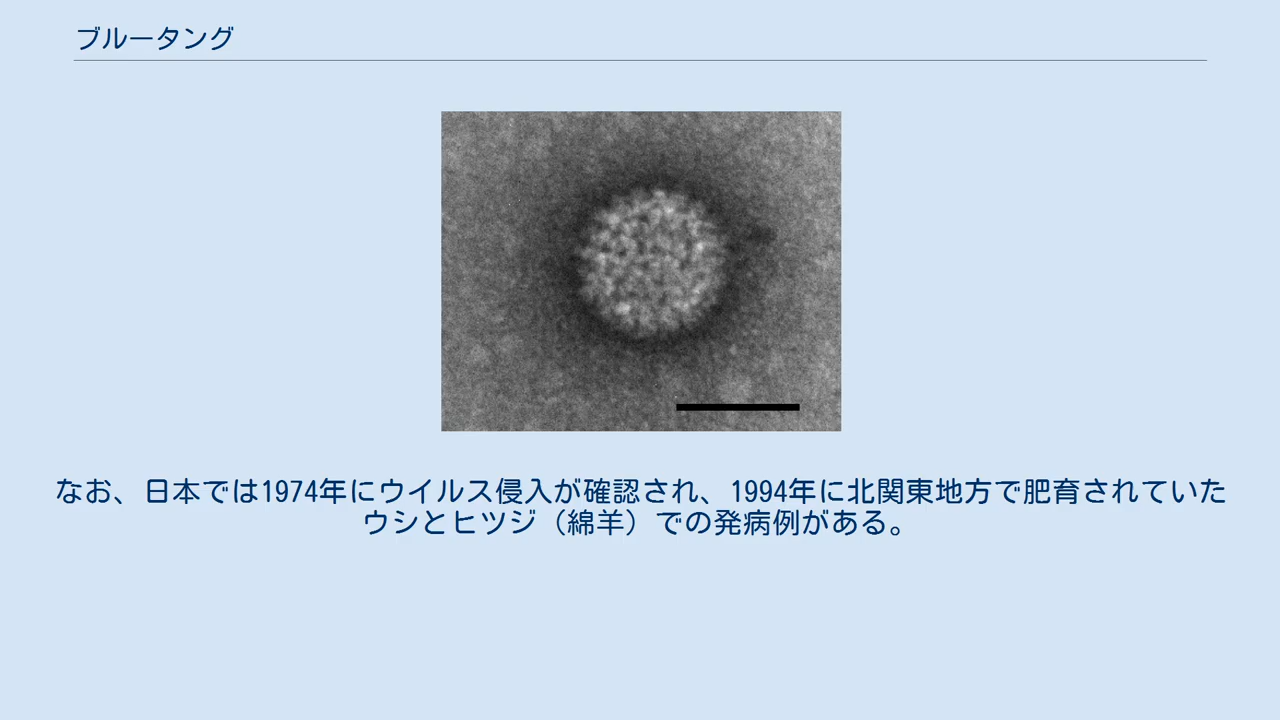 ブルータング
なお、日本では1974年にウイルス侵入が確認され、1994年に北関東地方で肥育されていた
ウシとヒツジ（綿羊）での発病例がある。